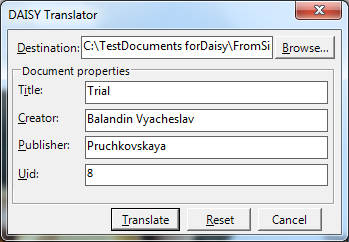 DAISY Translator
Destination: C:\TestDocuments forDaisy\FromSi Browse...
Document properties
Title: Trial
Creator: Balandin Vyacheslav
Publisher: Pruchkovskaya
Uid: 8
Translate Reset Cancel